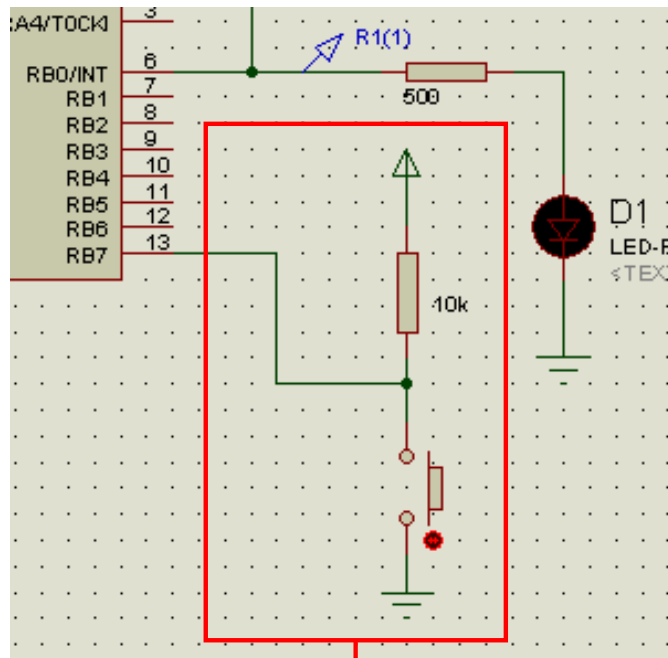 3
RA4/T0CKI
R1(1)
6
RB0/INT
7
RB1
500
8
RB2
9
RB3
10
RB4
11
RB5
12
RB6
13
RB7
D1
LED-
10k
<TEX